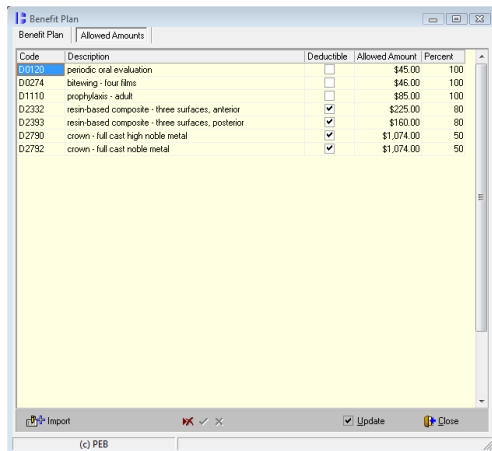 Benefit Plan
Benefit Plan Allowed Amounts
Code Description Deductible Allowed Amount Percent
D0120 periodic oral evaluation $45.00 100
D0274 bitewing - four films $46.00 100
D1110 prophylaxis - adult $85.00 100
D2332 resin-based composite - three surfaces, anterior $225.00 80
D2393 resin-based composite - three surfaces, posterior $160.00 80
D2790 crown - full cast high noble metal $1,074.00 50
D2792 crown - full cast noble metal $1,074.00 50
Import Update Close
(c) PEB